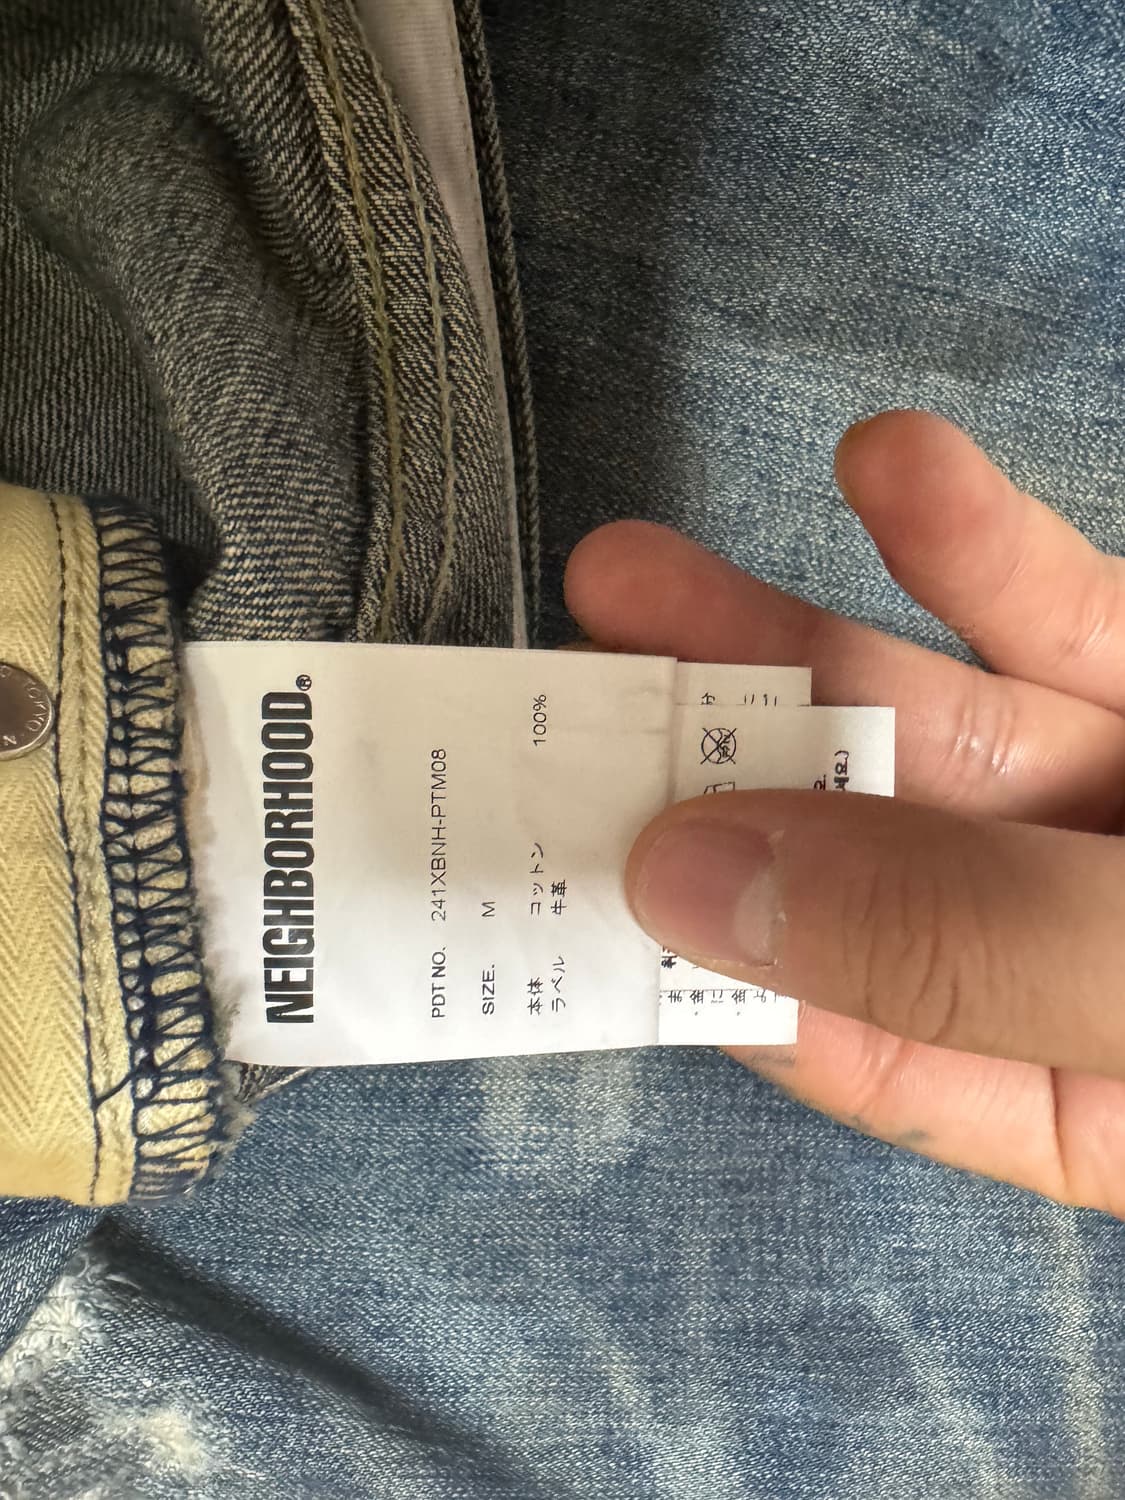 NEIGHBORHOOD®
PDT NO. 241XBNH-PTM08
SIZE. M
本体 コットン 100%
ラベル 牛革